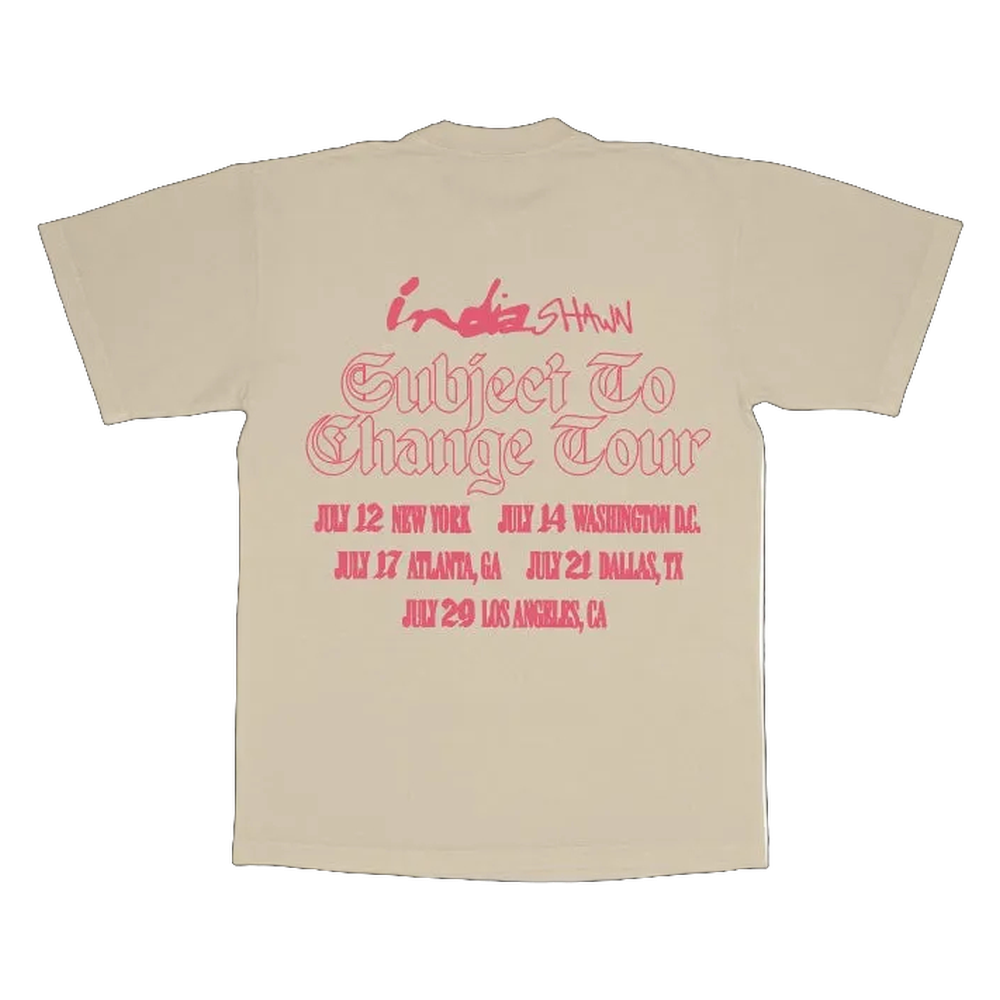 india SHAWN
Subject To
Change Tour
JULY 12 NEW YORK JULY 14 WASHINGTON D.C.
JULY 17 ATLANTA, GA JULY 21 DALLAS, TX
JULY 29 LOS ANGELES, CA